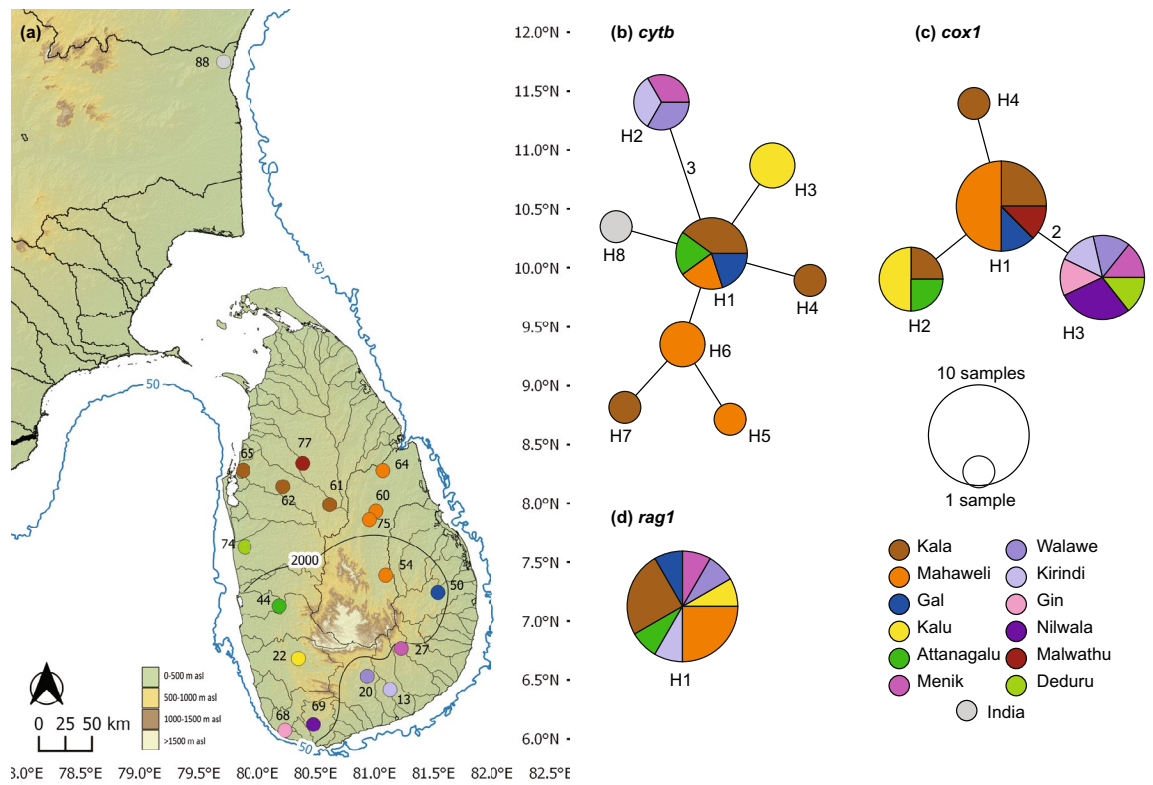 (a)
88
50
50
77
65
64
62
61
60
75
74
2000
54
50
44
27
22
20
13
69
68
50
0-500 m asl
500-1000 m asl
1000-1500 m asl
>1500 m asl
0 25 50 km
12.0°N
11.5°N
11.0°N
10.5°N
10.0°N
9.5°N
9.0°N
8.5°N
8.0°N
7.5°N
7.0°N
6.5°N
6.0°N
8.0°E 78.5°E 79.0°E 79.5°E 80.0°E 80.5°E 81.0°E 81.5°E 82.0°E 82.5°E
(b) cytb
H2
3
H3
H8
H1
H4
H6
H7
H5
(c) cox1
H4
2
H1
H2
H3
10 samples
1 sample
(d) rag1
H1
Kala
Mahaweli
Gal
Kalu
Attanagalu
Menik
Walawe
Kirindi
Gin
Nilwala
Malwathu
Deduru
India